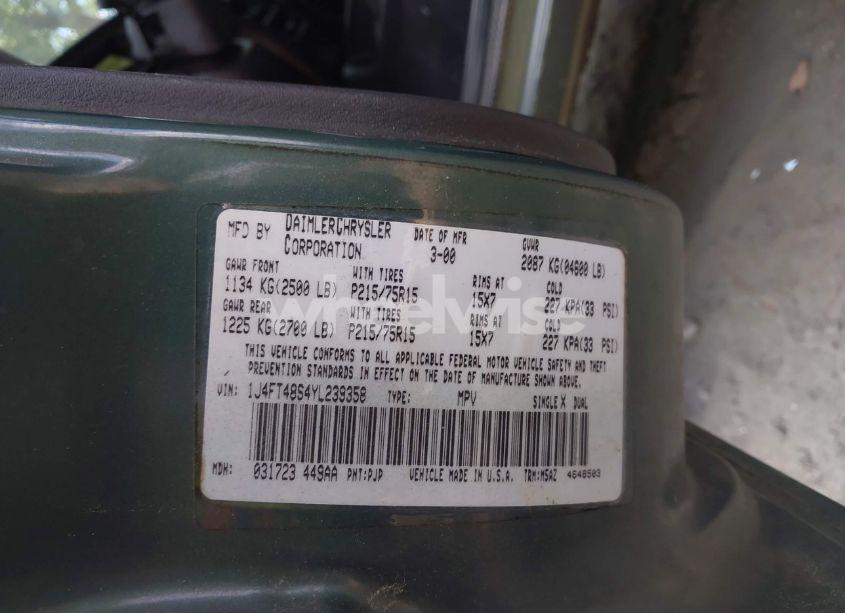 MFD BY DAIMLERCHRYSLER CORPORATION DATE OF MFR 3-00 GVWR 2087 KG(04600 LB)
GAWR FRONT WITH TIRES RIMS AT COLD
1134 KG(2500 LB) P215/75R15 15X7 227 KPA(33 PSI)
GAWR REAR WITH TIRES RIMS AT COLD
1225 KG(2700 LB) P215/75R15 15X7 227 KPA(33 PSI)
THIS VEHICLE CONFORMS TO ALL APPLICABLE FEDERAL MOTOR VEHICLE SAFETY AND THEFT
PREVENTION STANDARDS IN EFFECT ON THE DATE OF MANUFACTURE SHOWN ABOVE.
VIN: 1J4FT48S4YL239358 TYPE: MPV SINGLE X DUAL
MDH: 031723 449AA PNT:PJP VEHICLE MADE IN U.S.A. TRM:M5AZ 4648503
wheelwise